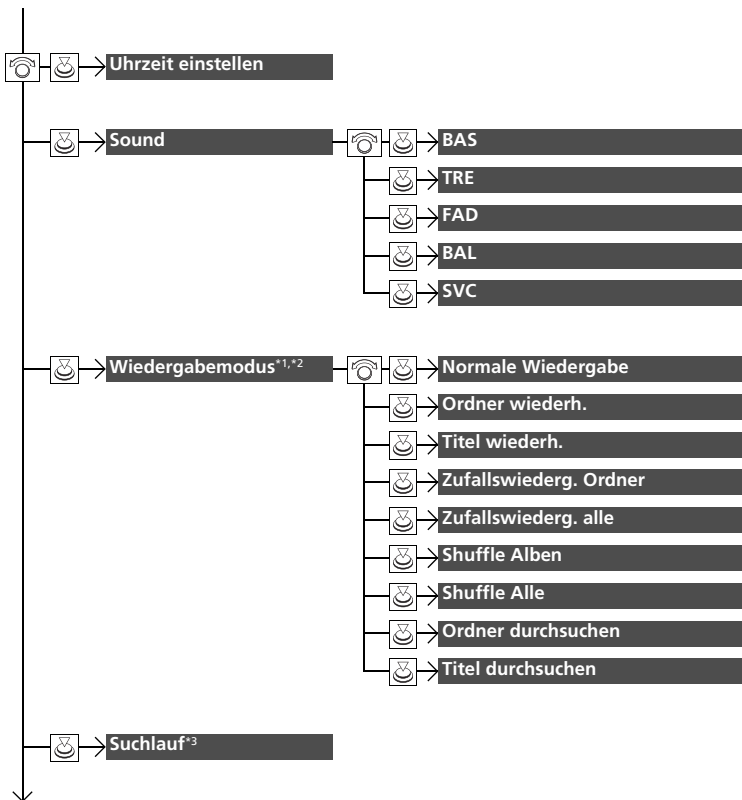 Uhrzeit einstellen
Sound
BAS
TRE
FAD
BAL
SVC
Wiedergabemodus*1,*2
Normale Wiedergabe
Ordner wiederh.
Titel wiederh.
Zufallswiederg. Ordner
Zufallswiederg. alle
Shuffle Alben
Shuffle Alle
Ordner durchsuchen
Titel durchsuchen
Suchlauf*3